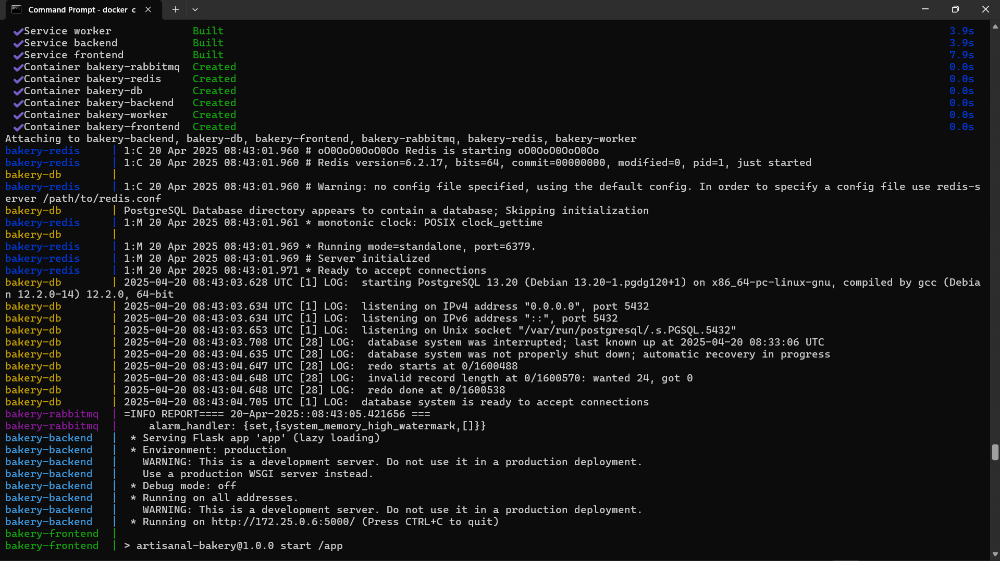 Command Prompt - docker c
Service worker Built 3.9s
Service backend Built 3.9s
Service frontend Built 7.9s
Container bakery-rabbitmq Created 0.0s
Container bakery-redis Created 0.0s
Container bakery-db Created 0.0s
Container bakery-backend Created 0.0s
Container bakery-worker Created 0.0s
Container bakery-frontend Created 0.0s
Attaching to bakery-backend, bakery-db, bakery-frontend, bakery-rabbitmq, bakery-redis, bakery-worker
bakery-redis | 1:C 20 Apr 2025 08:43:01.960 # oO0OoO0OoO0Oo Redis is starting oO0OoO0OoO0Oo
bakery-redis | 1:C 20 Apr 2025 08:43:01.960 # Redis version=6.2.17, bits=64, commit=00000000, modified=0, pid=1, just started
bakery-db |
bakery-redis | 1:C 20 Apr 2025 08:43:01.960 # Warning: no config file specified, using the default config. In order to specify a config file use redis-s
erver /path/to/redis.conf
bakery-db | PostgreSQL Database directory appears to contain a database; Skipping initialization
bakery-redis | 1:M 20 Apr 2025 08:43:01.961 * monotonic clock: POSIX clock_gettime
bakery-db |
bakery-redis | 1:M 20 Apr 2025 08:43:01.969 * Running mode=standalone, port=6379.
bakery-redis | 1:M 20 Apr 2025 08:43:01.969 # Server initialized
bakery-redis | 1:M 20 Apr 2025 08:43:01.971 * Ready to accept connections
bakery-db | 2025-04-20 08:43:03.628 UTC [1] LOG:  starting PostgreSQL 13.20 (Debian 13.20-1.pgdg120+1) on x86_64-pc-linux-gnu, compiled by gcc (Debia
n 12.2.0-14) 12.2.0, 64-bit
bakery-db | 2025-04-20 08:43:03.634 UTC [1] LOG:  listening on IPv4 address "0.0.0.0", port 5432
bakery-db | 2025-04-20 08:43:03.634 UTC [1] LOG:  listening on IPv6 address "::", port 5432
bakery-db | 2025-04-20 08:43:03.653 UTC [1] LOG:  listening on Unix socket "/var/run/postgresql/.s.PGSQL.5432"
bakery-db | 2025-04-20 08:43:03.708 UTC [28] LOG:  database system was interrupted; last known up at 2025-04-20 08:33:06 UTC
bakery-db | 2025-04-20 08:43:04.635 UTC [28] LOG:  database system was not properly shut down; automatic recovery in progress
bakery-db | 2025-04-20 08:43:04.647 UTC [28] LOG:  redo starts at 0/1600488
bakery-db | 2025-04-20 08:43:04.648 UTC [28] LOG:  invalid record length at 0/1600570: wanted 24, got 0
bakery-db | 2025-04-20 08:43:04.648 UTC [28] LOG:  redo done at 0/1600538
bakery-db | 2025-04-20 08:43:04.705 UTC [1] LOG:  database system is ready to accept connections
bakery-rabbitmq | =INFO REPORT==== 20-Apr-2025::08:43:05.421656 ===
bakery-rabbitmq |     alarm_handler: {set,{system_memory_high_watermark,[]}}
bakery-backend | * Serving Flask app 'app' (lazy loading)
bakery-backend | * Environment: production
bakery-backend |   WARNING: This is a development server. Do not use it in a production deployment.
bakery-backend |   Use a production WSGI server instead.
bakery-backend | * Debug mode: off
bakery-backend | * Running on all addresses.
bakery-backend |   WARNING: This is a development server. Do not use it in a production deployment.
bakery-backend | * Running on http://172.25.0.6:5000/ (Press CTRL+C to quit)
bakery-frontend |
bakery-frontend | > artisanal-bakery@1.0.0 start /app